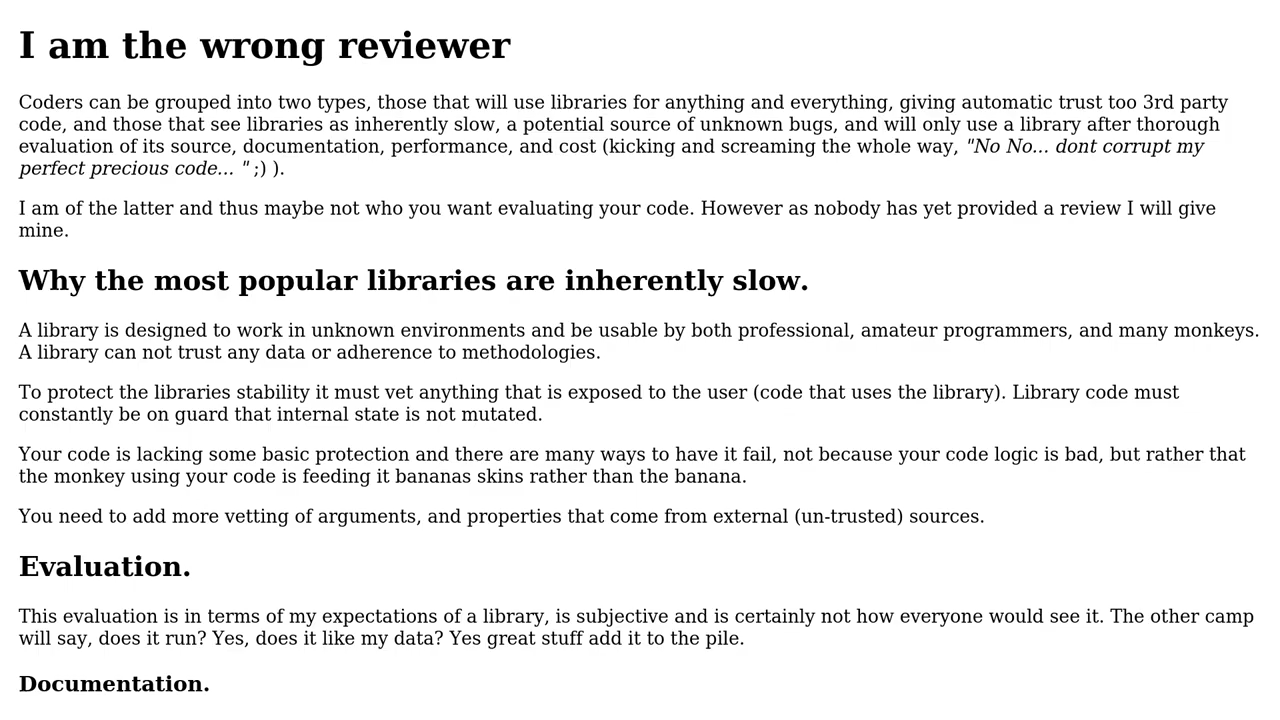 I am the wrong reviewer
Coders can be grouped into two types, those that will use libraries for anything and everything, giving automatic trust too 3rd party
code, and those that see libraries as inherently slow, a potential source of unknown bugs, and will only use a library after thorough
evaluation of its source, documentation, performance, and cost (kicking and screaming the whole way, "No No... dont corrupt my
perfect precious code... " ;) ).
I am of the latter and thus maybe not who you want evaluating your code. However as nobody has yet provided a review I will give
mine.
Why the most popular libraries are inherently slow.
A library is designed to work in unknown environments and be usable by both professional, amateur programmers, and many monkeys.
A library can not trust any data or adherence to methodologies.
To protect the libraries stability it must vet anything that is exposed to the user (code that uses the library). Library code must
constantly be on guard that internal state is not mutated.
Your code is lacking some basic protection and there are many ways to have it fail, not because your code logic is bad, but rather that
the monkey using your code is feeding it bananas skins rather than the banana.
You need to add more vetting of arguments, and properties that come from external (un-trusted) sources.
Evaluation.
This evaluation is in terms of my expectations of a library, is subjective and is certainly not how everyone would see it. The other camp
will say, does it run? Yes, does it like my data? Yes great stuff add it to the pile.
Documentation.